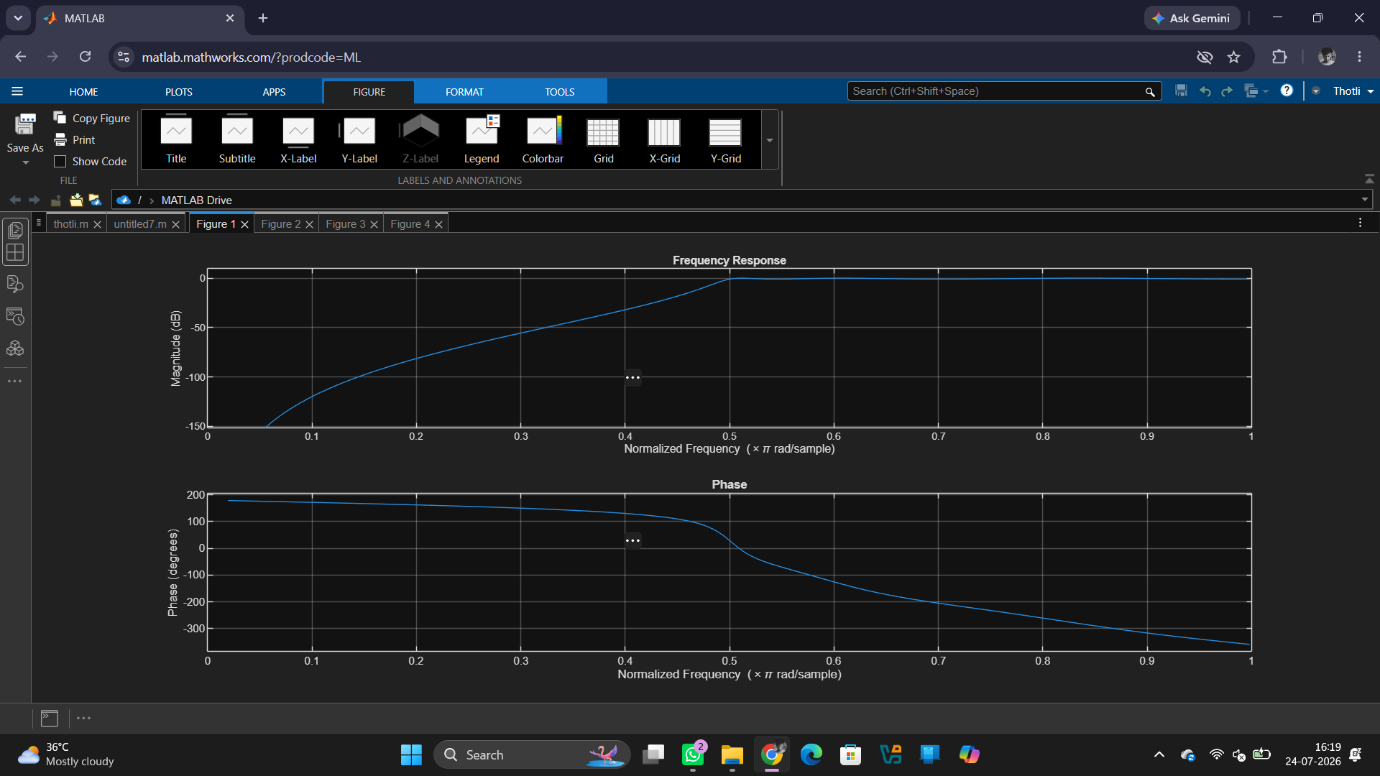 MATLAB
Ask Gemini
matlab.mathworks.com/?prodcode=ML
HOME PLOTS APPS FIGURE FORMAT TOOLS
Search (Ctrl+Shift+Space)
Thotli
Save As
Copy Figure
Print
Show Code
FILE
Title Subtitle X-Label Y-Label Z-Label Legend Colorbar Grid X-Grid Y-Grid
LABELS AND ANNOTATIONS
/ > MATLAB Drive
thotli.m untitled7.m Figure 1 Figure 2 Figure 3 Figure 4
Frequency Response
Magnitude (dB)
0
-50
-100
-150
0 0.1 0.2 0.3 0.4 0.5 0.6 0.7 0.8 0.9 1
Normalized Frequency (× π rad/sample)
Phase
Phase (degrees)
200
100
0
-100
-200
-300
0 0.1 0.2 0.3 0.4 0.5 0.6 0.7 0.8 0.9 1
Normalized Frequency (× π rad/sample)
36°C
Mostly cloudy
Search
2
16:19
24-07-2026